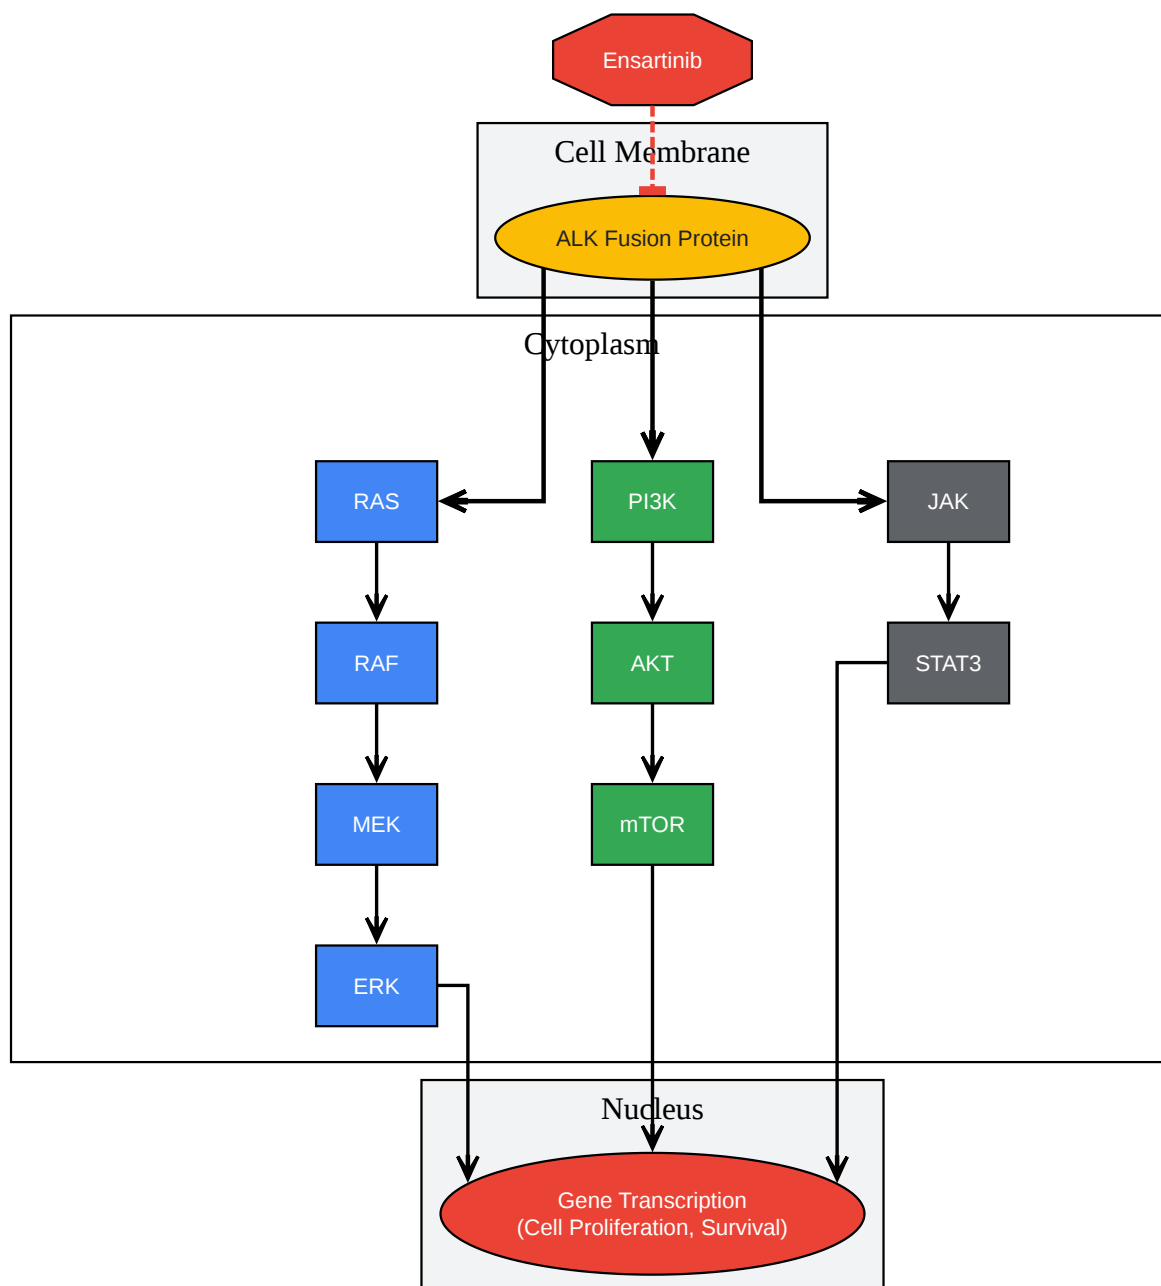 Ensartinib
Cell Membrane
ALK Fusion Protein
Cytoplasm
RAS
PI3K
JAK
RAF
AKT
STAT3
MEK
mTOR
ERK
Nucleus
Gene Transcription
(Cell Proliferation, Survival)